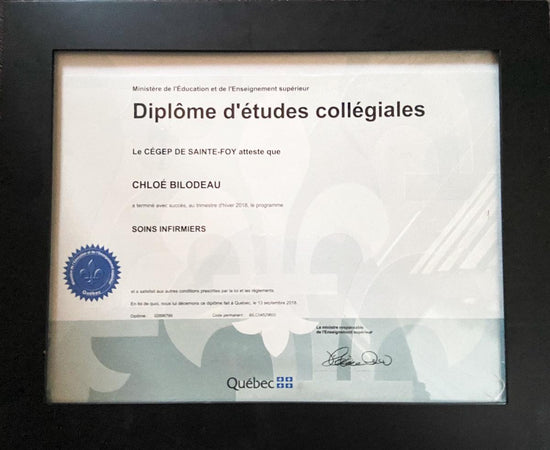 Ministère de l'Éducation et de l'Enseignement supérieur
Diplôme d'études collégiales
Le CÉGEP DE SAINTE-FOY atteste que
CHLOÉ BILODEAU
a terminé avec succès, au trimestre d'hiver 2018, le programme
SOINS INFIRMIERS
et a satisfait aux autres conditions prescrites par la loi et les règlements.
En foi de quoi, nous lui décernons ce diplôme fait à Québec, le 13 septembre 2018.
Diplôme : Code permanent :
La ministre responsable
de l'Enseignement supérieur
Québec
Québec